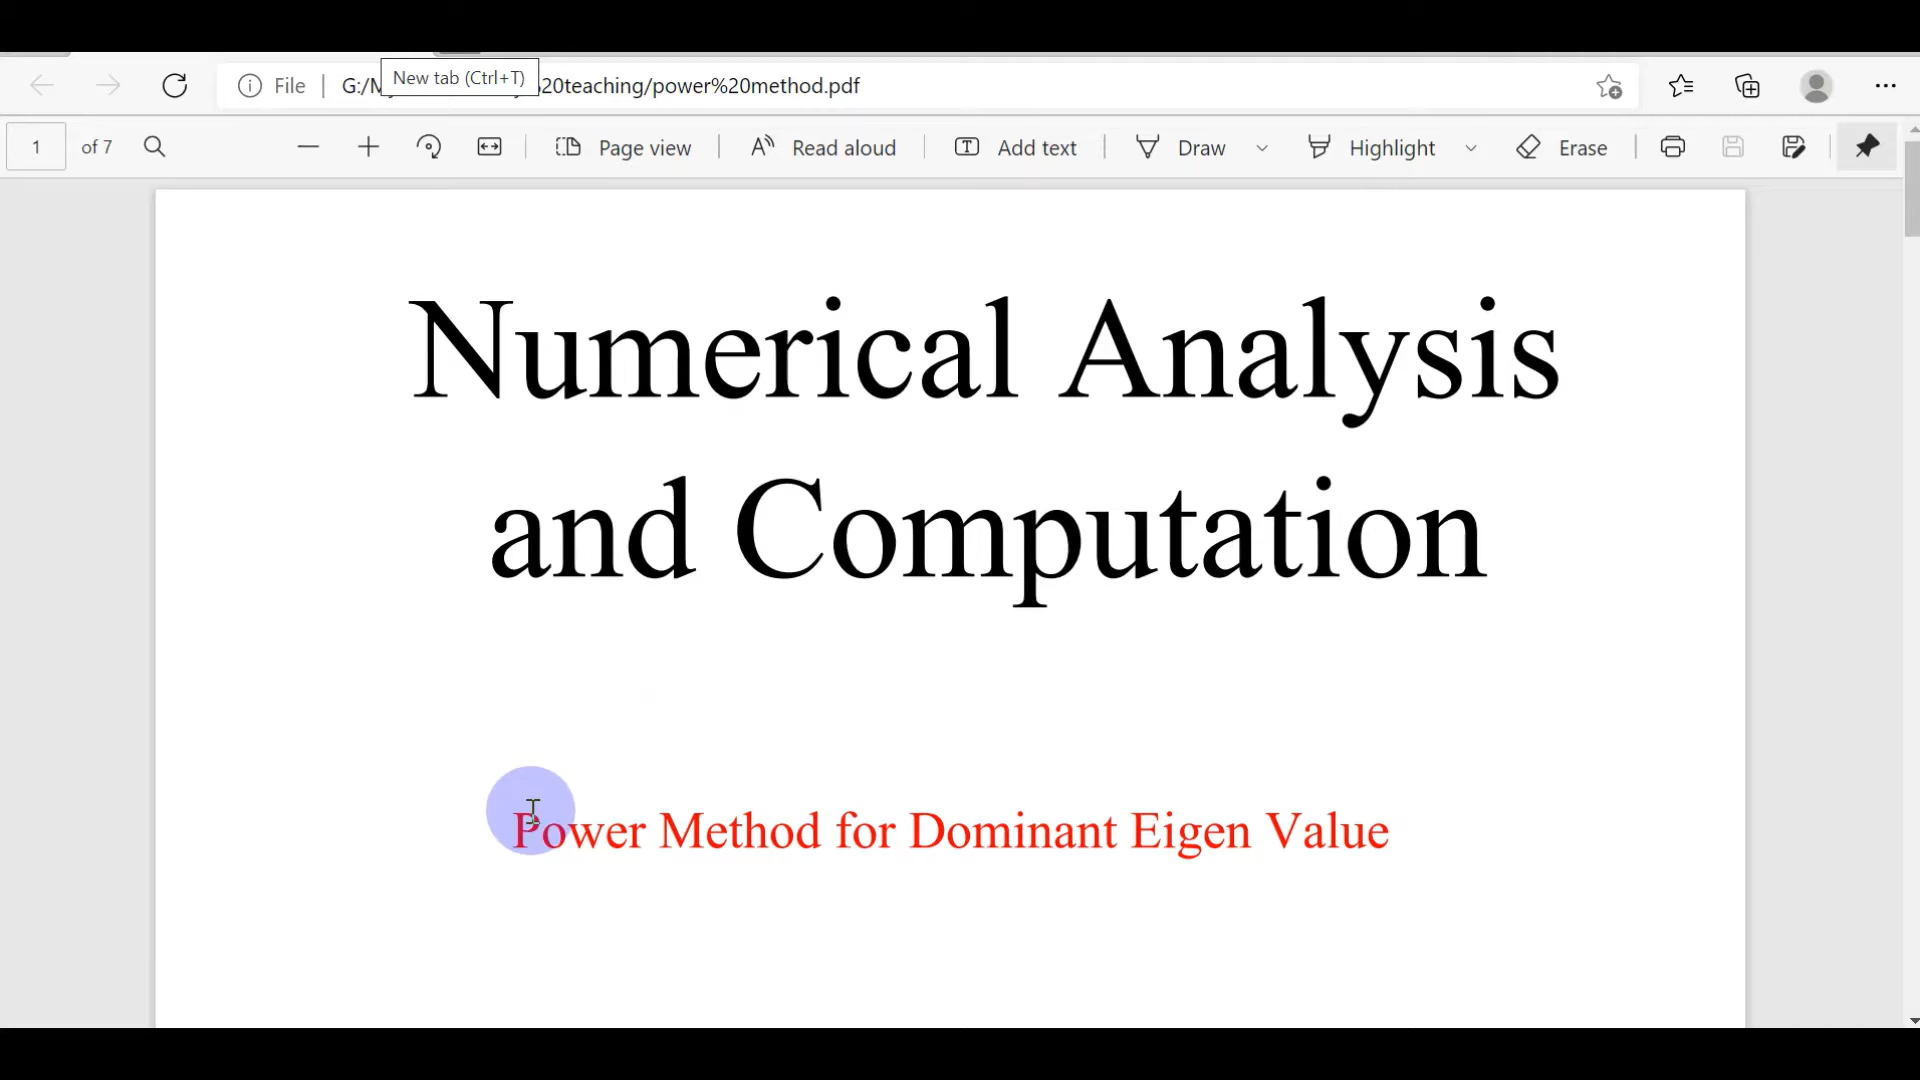 New tab (Ctrl+T)
File
G:/M
20teaching/power%20method.pdf
1 of 7
Page view
Read aloud
Add text
Draw
Highlight
Erase
Numerical Analysis
and Computation
Power Method for Dominant Eigen Value